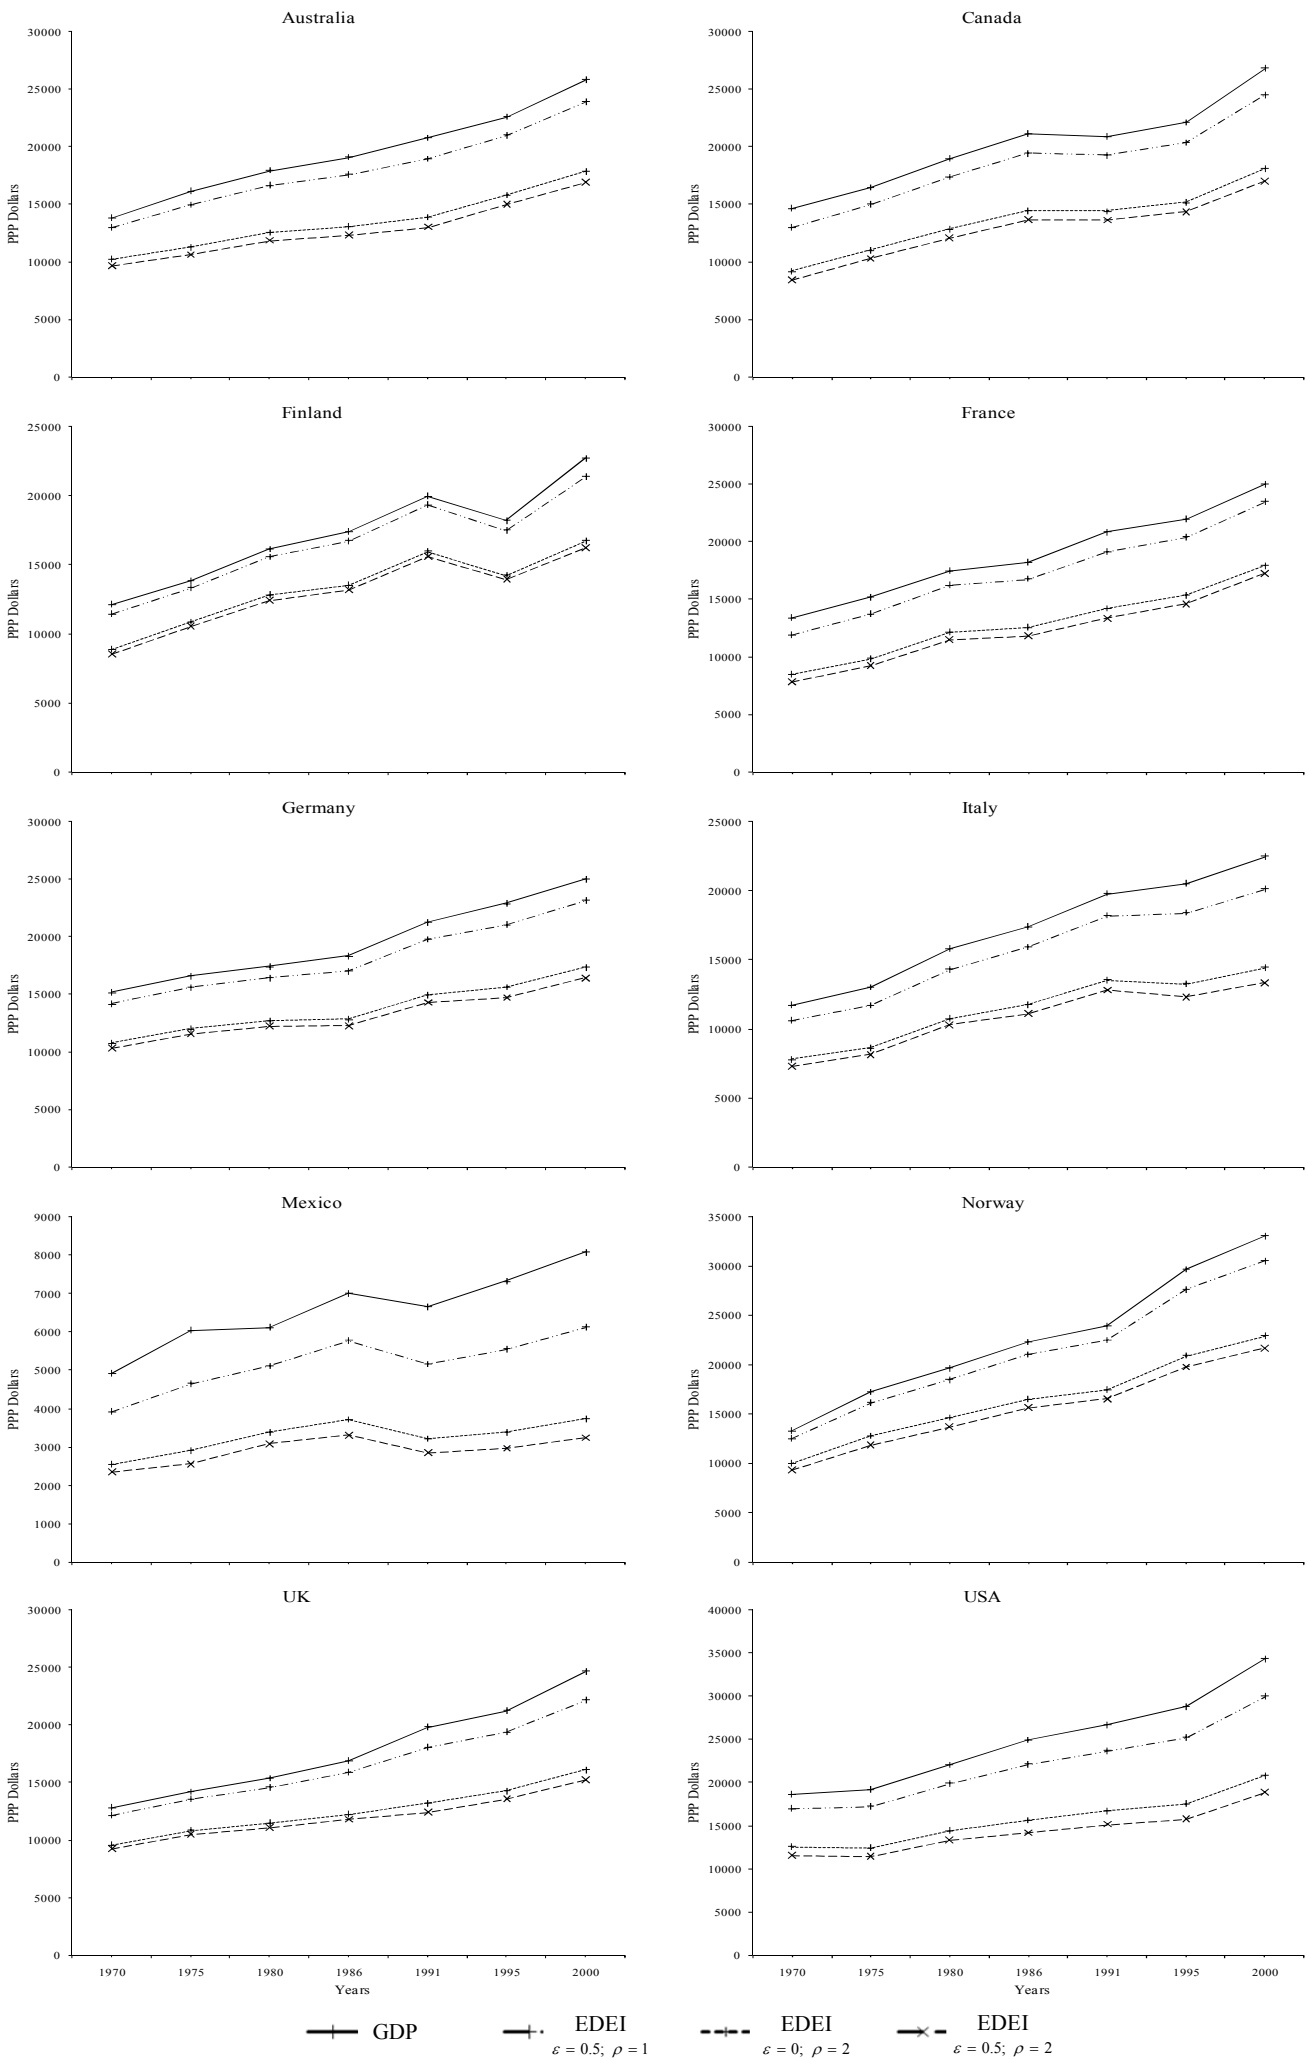 Australia
Canada
30000
25000
20000
15000
10000
5000
0
PPP Dollars
30000
25000
20000
15000
10000
5000
0
PPP Dollars
Finland
France
25000
20000
15000
10000
5000
0
PPP Dollars
30000
25000
20000
15000
10000
5000
0
PPP Dollars
Germany
Italy
30000
25000
20000
15000
10000
5000
0
PPP Dollars
25000
20000
15000
10000
5000
0
PPP Dollars
Mexico
Norway
9000
8000
7000
6000
5000
4000
3000
2000
1000
0
PPP Dollars
35000
30000
25000
20000
15000
10000
5000
0
PPP Dollars
UK
USA
30000
25000
20000
15000
10000
5000
0
PPP Dollars
40000
35000
30000
25000
20000
15000
10000
5000
0
PPP Dollars
1970 1975 1980 1986 1991 1995 2000
Years
1970 1975 1980 1986 1991 1995 2000
Years
GDP
EDEI
ε = 0.5; ρ = 1
EDEI
ε = 0; ρ = 2
EDEI
ε = 0.5; ρ = 2